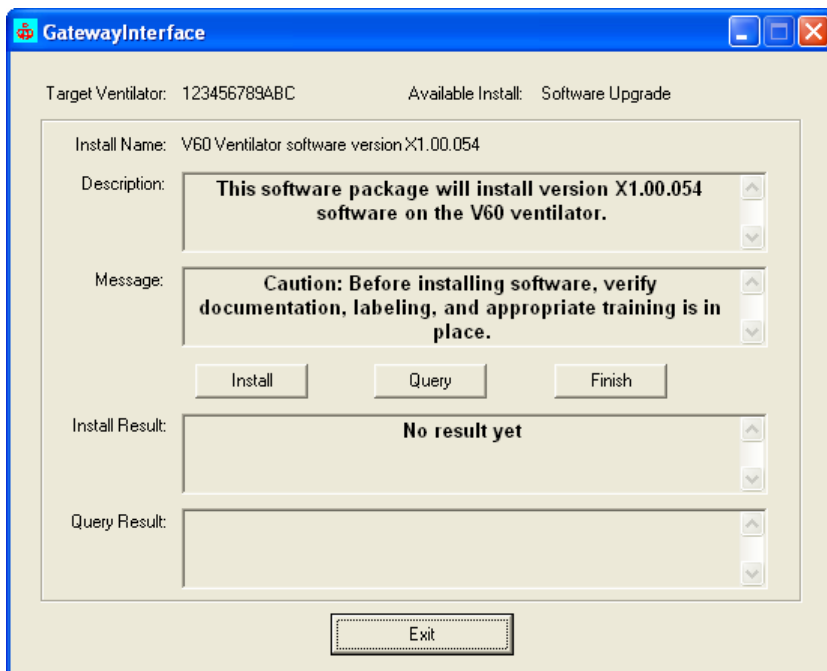 GatewayInterface
Target Ventilator: 123456789ABC Available Install: Software Upgrade
Install Name: V60 Ventilator software version X1.00.054
Description: This software package will install version X1.00.054
software on the V60 ventilator.
Message: Caution: Before installing software, verify
documentation, labeling, and appropriate training is in
place.
Install Query Finish
Install Result: No result yet
Query Result:
Exit